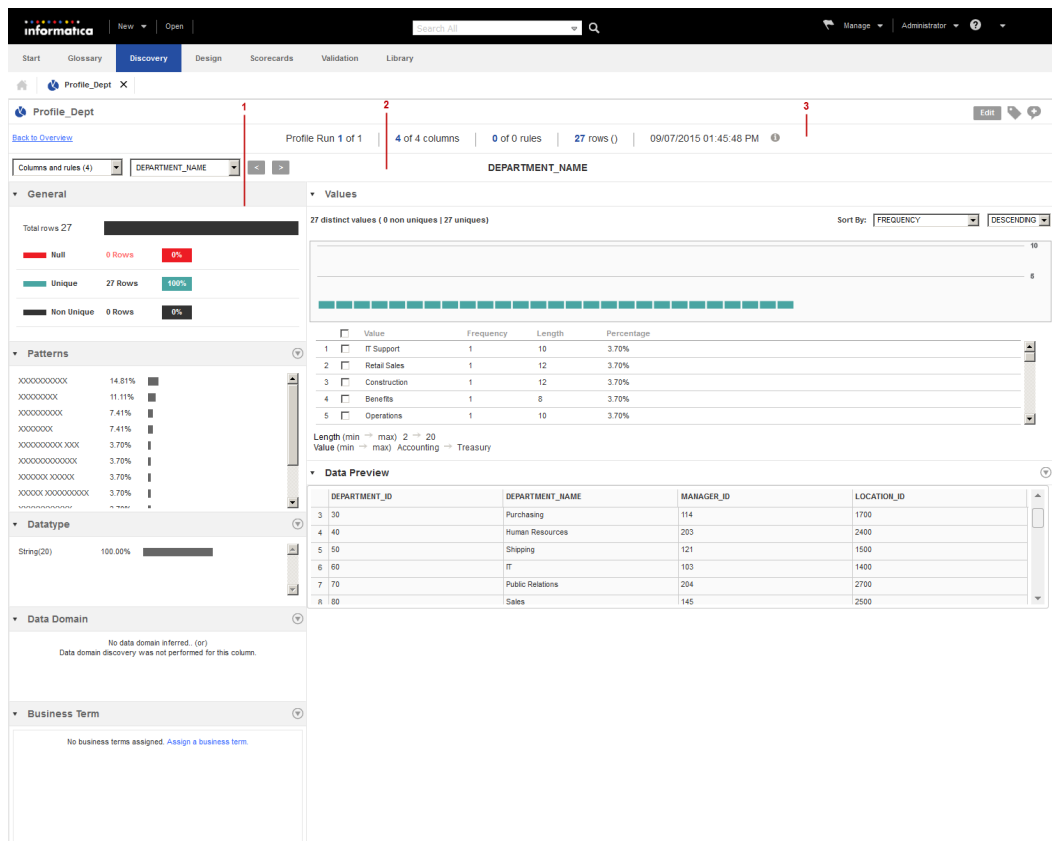 informatica New Open Search All Manage Administrator ?
Start Glossary Discovery Design Scorecards Validation Library
Profile_Dept X
Profile_Dept 1 2 3 Edit
Back to Overview Profile Run 1 of 1 4 of 4 columns 0 of 0 rules 27 rows () 09/07/2015 01:45:48 PM
Columns and rules (4) DEPARTMENT_NAME < > DEPARTMENT_NAME
General
Total rows 27
Null 0 Rows 0%
Unique 27 Rows 100%
Non Unique 0 Rows 0%
Patterns
XXXXXXXXXX 14.81%
XXXXXXXX 11.11%
XXXXXXXXX 7.41%
XXXXXXX 7.41%
XXXXXXXXX XXX 3.70%
XXXXXXXXXXXX 3.70%
XXXXXX XXXXX 3.70%
XXXXX XXXXXXXXX 3.70%
Datatype
String(20) 100.00%
Data Domain
No data domain inferred.. (or)
Data domain discovery was not performed for this column.
Business Term
No business terms assigned. Assign a business term.
Values
27 distinct values ( 0 non uniques | 27 uniques) Sort By: FREQUENCY DESCENDING
10
5
Value Frequency Length Percentage
1 IT Support 1 10 3.70%
2 Retail Sales 1 12 3.70%
3 Construction 1 12 3.70%
4 Benefits 1 8 3.70%
5 Operations 1 10 3.70%
Length (min → max) 2 → 20
Value (min → max) Accounting → Treasury
Data Preview
DEPARTMENT_ID DEPARTMENT_NAME MANAGER_ID LOCATION_ID
3 30 Purchasing 114 1700
4 40 Human Resources 203 2400
5 50 Shipping 121 1500
6 60 IT 103 1400
7 70 Public Relations 204 2700
8 80 Sales 145 2500